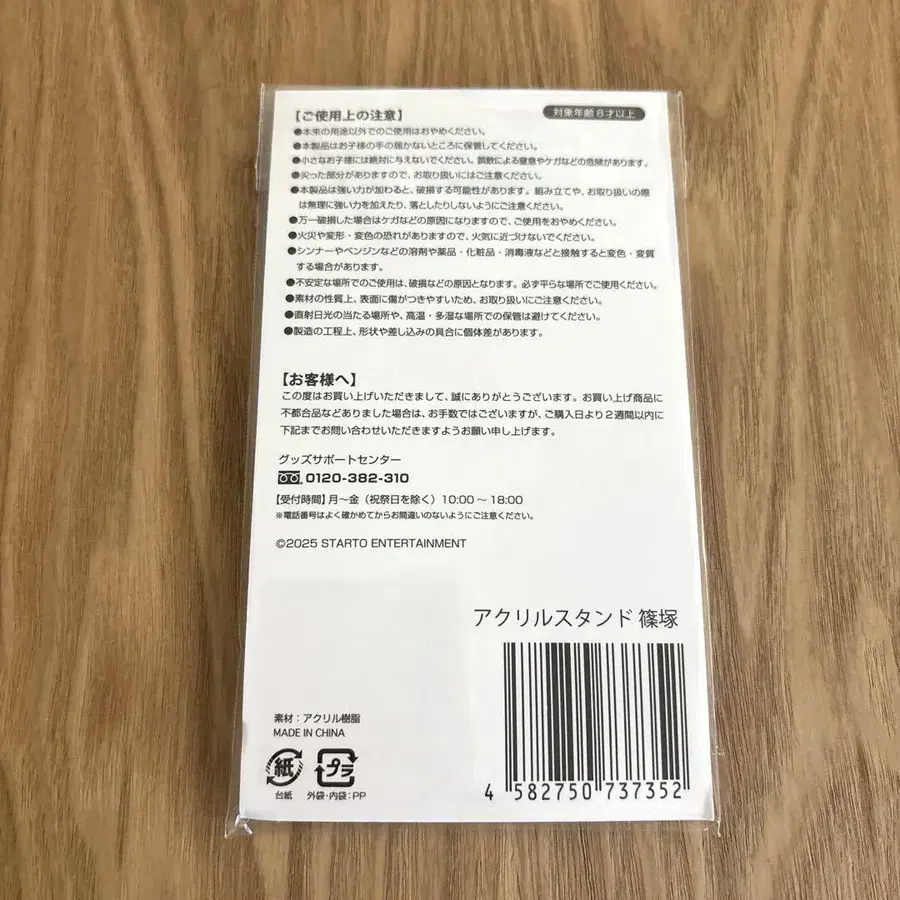 【ご使用上の注意】
対象年齢 8才以上
●本来の用途以外でのご使用はおやめください。
●本製品はお子様の手の届かないところに保管してください。
●小さなお子様には絶対に与えないでください。誤飲による窒息やケガなどの危険があります。
●尖った部分がありますので、お取り扱いにはご注意ください。
●本製品は強い力が加わると、破損する可能性があります。組み立てや、お取り扱いの際
は無理に強い力を加えたり、落としたりしないようにご注意ください。
●万一破損した場合はケガなどの原因になりますので、ご使用をおやめください。
●火災や変形・変色の恐れがありますので、火気に近づけないでください。
●シンナーやベンジンなどの溶剤や薬品・化粧品・消毒液などと接触すると変色・変質
する場合があります。
●不安定な場所でのご使用は、破損などの原因となります。必ず平らな場所でご使用ください。
●素材の性質上、表面に傷がつきやすいため、お取り扱いにご注意ください。
●直射日光の当たる場所や、高温・多湿な場所での保管は避けてください。
●製造の工程上、形状や差し込みの具合に個体差があります。
【お客様へ】
この度はお買い上げいただきまして、誠にありがとうございます。お買い上げ商品に
不都合品などありました場合は、お手数ではございますが、ご購入日より2週間以内に
下記までお問い合わせいただきますようお願い申し上げます。
グッズサポートセンター
0120-382-310
【受付時間】月～金（祝祭日を除く）10:00 ～ 18:00
※電話番号はよく確かめてからお間違いのないようにご注意ください。
©2025 STARTO ENTERTAINMENT
アクリルスタンド 篠塚
素材：アクリル樹脂
MADE IN CHINA
紙
プラ
台紙
外袋・内袋：PP
4 582750 737352